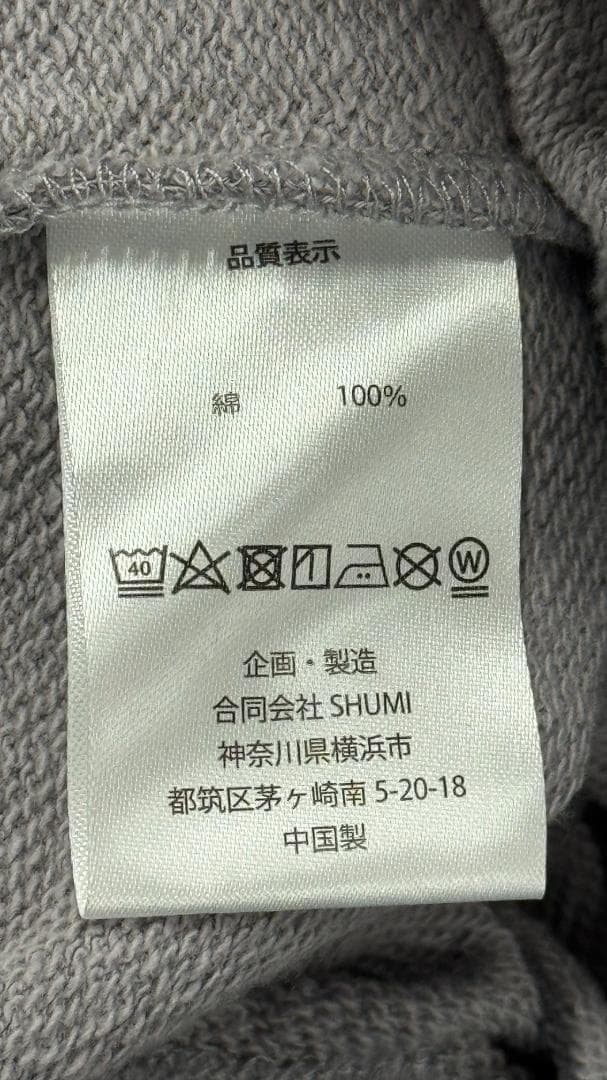 品質表示
綿 100%
40 W
企画・製造
合同会社 SHUMI
神奈川県横浜市
都筑区茅ヶ崎南 5-20-18
中国製